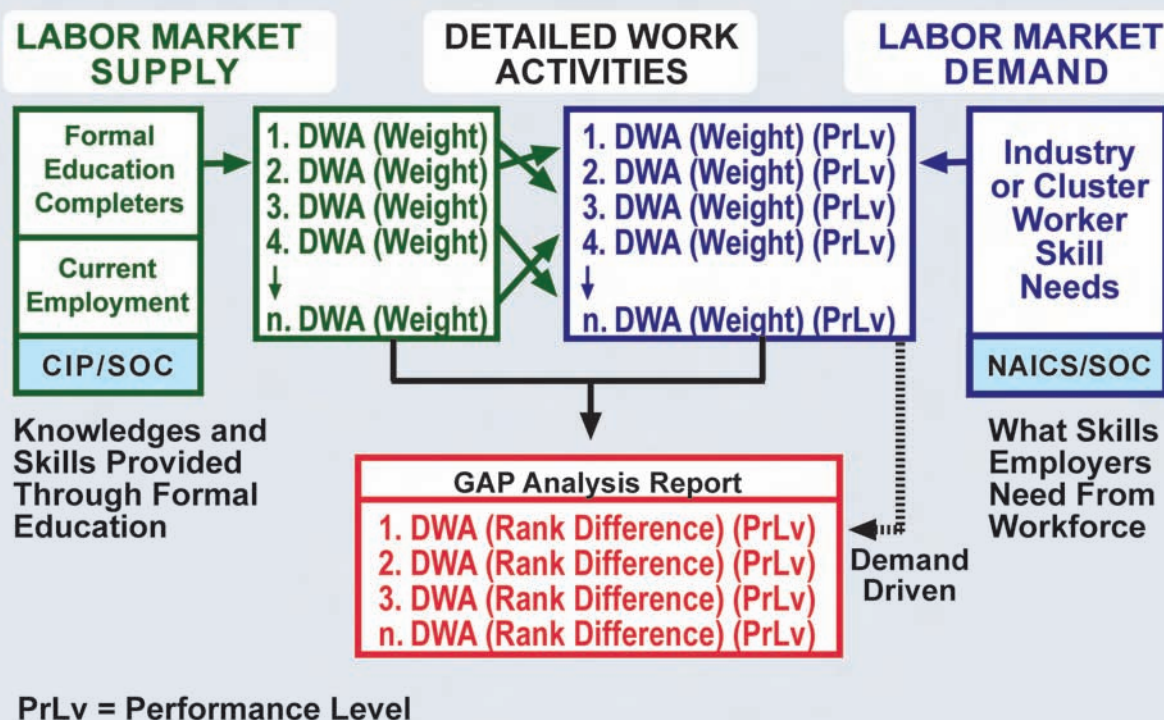 LABOR MARKET
SUPPLY
DETAILED WORK
ACTIVITIES
LABOR MARKET
DEMAND
Formal
Education
Completers
Current
Employment
CIP/SOC
Knowledges and
Skills Provided
Through Formal
Education
1. DWA (Weight)
2. DWA (Weight)
3. DWA (Weight)
4. DWA (Weight)
n. DWA (Weight)
1. DWA (Weight) (PrLv)
2. DWA (Weight) (PrLv)
3. DWA (Weight) (PrLv)
4. DWA (Weight) (PrLv)
n. DWA (Weight) (PrLv)
Industry
or Cluster
Worker
Skill
Needs
NAICS/SOC
What Skills
Employers
Need From
Workforce
GAP Analysis Report
1. DWA (Rank Difference) (PrLv)
2. DWA (Rank Difference) (PrLv)
3. DWA (Rank Difference) (PrLv)
n. DWA (Rank Difference) (PrLv)
Demand
Driven
PrLv = Performance Level